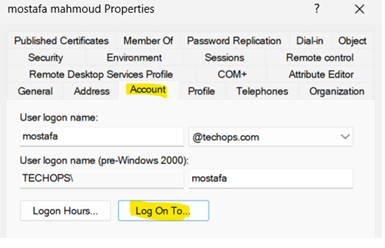 mostafa mahmoud Properties
? ×
Published Certificates Member Of Password Replication Dial-in Object
Security Environment Sessions Remote control
Remote Desktop Services Profile COM+ Attribute Editor
General Address Account Profile Telephones Organization
User logon name:
mostafa @techops.com
User logon name (pre-Windows 2000):
TECHOPS\ mostafa
Logon Hours... Log On To...